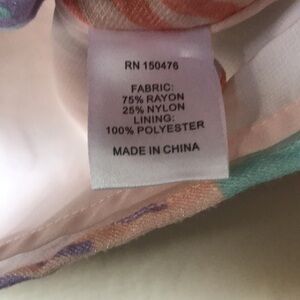 RN 150476
FABRIC:
75% RAYON
25% NYLON
LINING:
100% POLYESTER
MADE IN CHINA